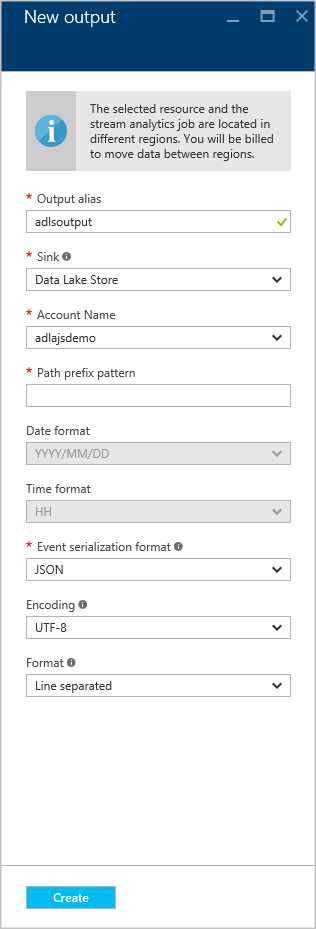 New output
The selected resource and the
stream analytics job are located in
different regions. You will be billed
to move data between regions.
* Output alias
adlsoutput
* Sink
Data Lake Store
* Account Name
adlajsdemo
* Path prefix pattern
Date format
YYYY/MM/DD
Time format
HH
* Event serialization format
JSON
Encoding
UTF-8
Format
Line separated
Create